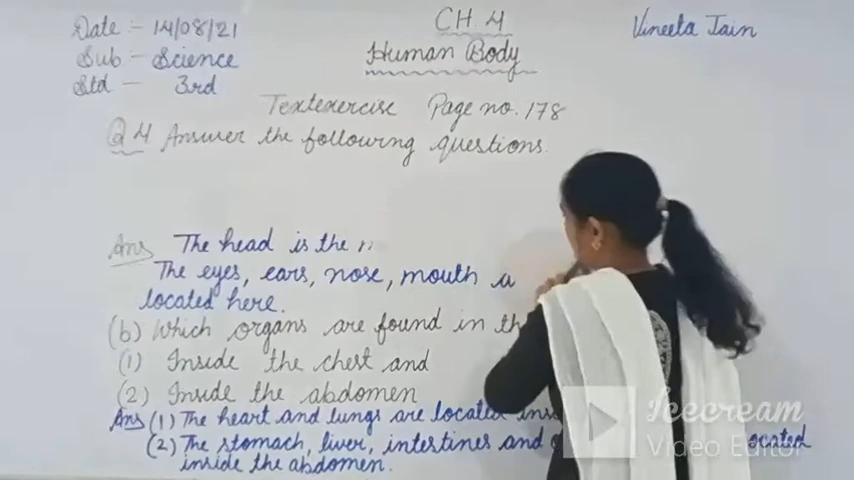 Date :- 14/08/21
CH. 4
Vineeta Jain
Sub - Science
Human Body
Std - 3rd
Textexercise Page no. 178
Q 4 Answer the following questions.
Ans The head is the
The eyes, ears, nose, mouth
located here.
(b) Which organs are found in
(1) Inside the chest and
(2) Inside the abdomen
Ans (1) The heart and lungs are located
(2) The stomach, liver, intestines and ocated
inside the abdomen.
Icecream
Video Editor